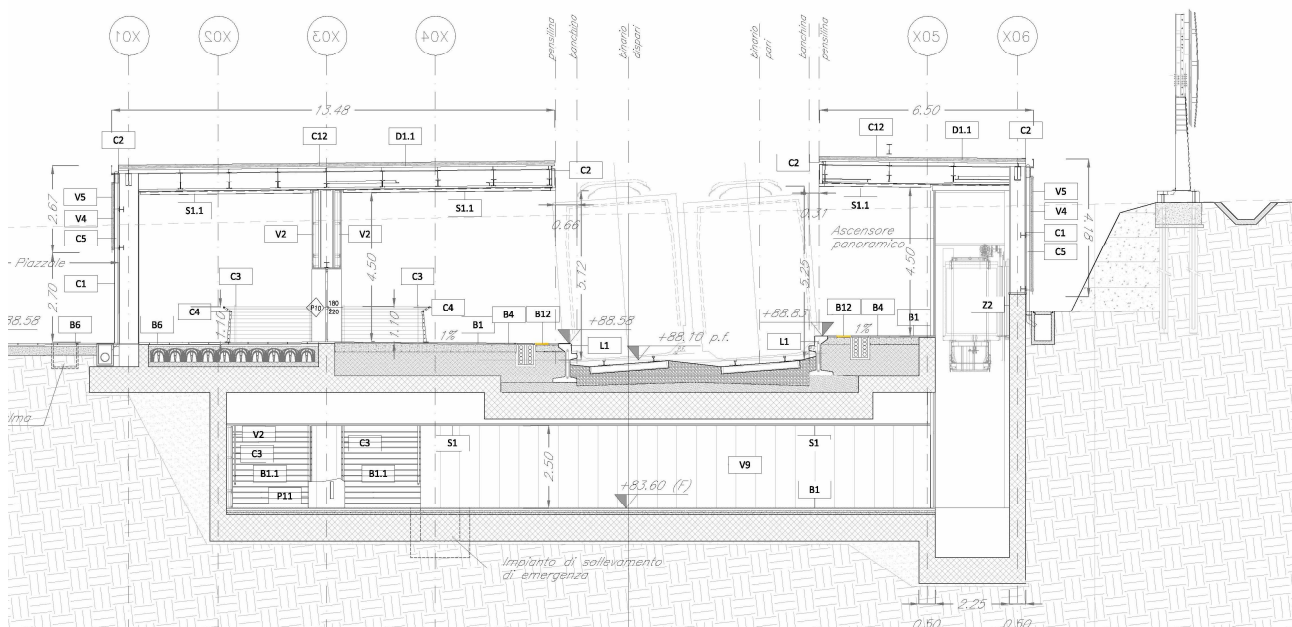 X01
X02
X03
X04
pensilina
banchina
binario
dispari
binario
pari
banchina
pensilina
X05
X06
13.48
6.50
C2
C12
D1.1
C2
C2
C12
D1.1
C2
V5
V4
C5
C1
2.67
2.70
- Piazzale
S1.1
V2
V2
S1.1
4.50
0.66
5.12
5.25
0.31
S1.1
Ascensore
panoramico
4.50
V5
V4
C1
C5
4.18
Z2
C3
C3
C4
C4
1.10
1.10
P10
180
220
88.58
B6
B6
1%
B1
B4
B12
+88.58
L1
+88.10 p.f.
+88.83
L1
B12
B4
1%
B1
V2
C3
C3
B1.1
B1.1
P11
S1
2.50
V9
S1
B1
+83.60 (F)
Impianto di sollevamento
di emergenza
2.25
0.50
0.50